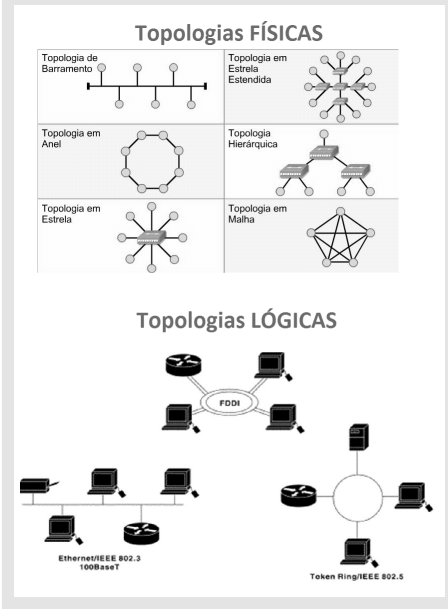 Topologias FÍSICAS
Topologia de
Barramento
Topologia em
Estrela
Estendida
Topologia em
Anel
Topologia
Hierárquica
Topologia em
Estrela
Topologia em
Malha
Topologias LÓGICAS
FDDI
Ethernet/IEEE 802.3
100BaseT
Token Ring/IEEE 802.5